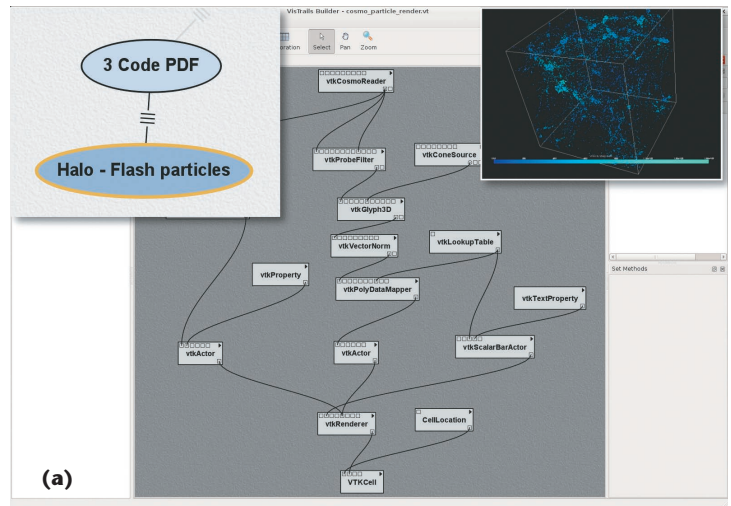 VisTrails Builder - cosmo_particle_render.vt
Select Pan Zoom
3 Code PDF
Halo - Flash particles
vtkCosmoReader
vtkProbeFilter
vtkConeSource
vtkGlyph3D
vtkVectorNorm
vtkLookupTable
vtkProperty
vtkPolyDataMapper
vtkTextProperty
Set Methods
vtkActor
vtkActor
vtkScalarBarActor
vtkRenderer
CellLocation
VTKCell
(a)